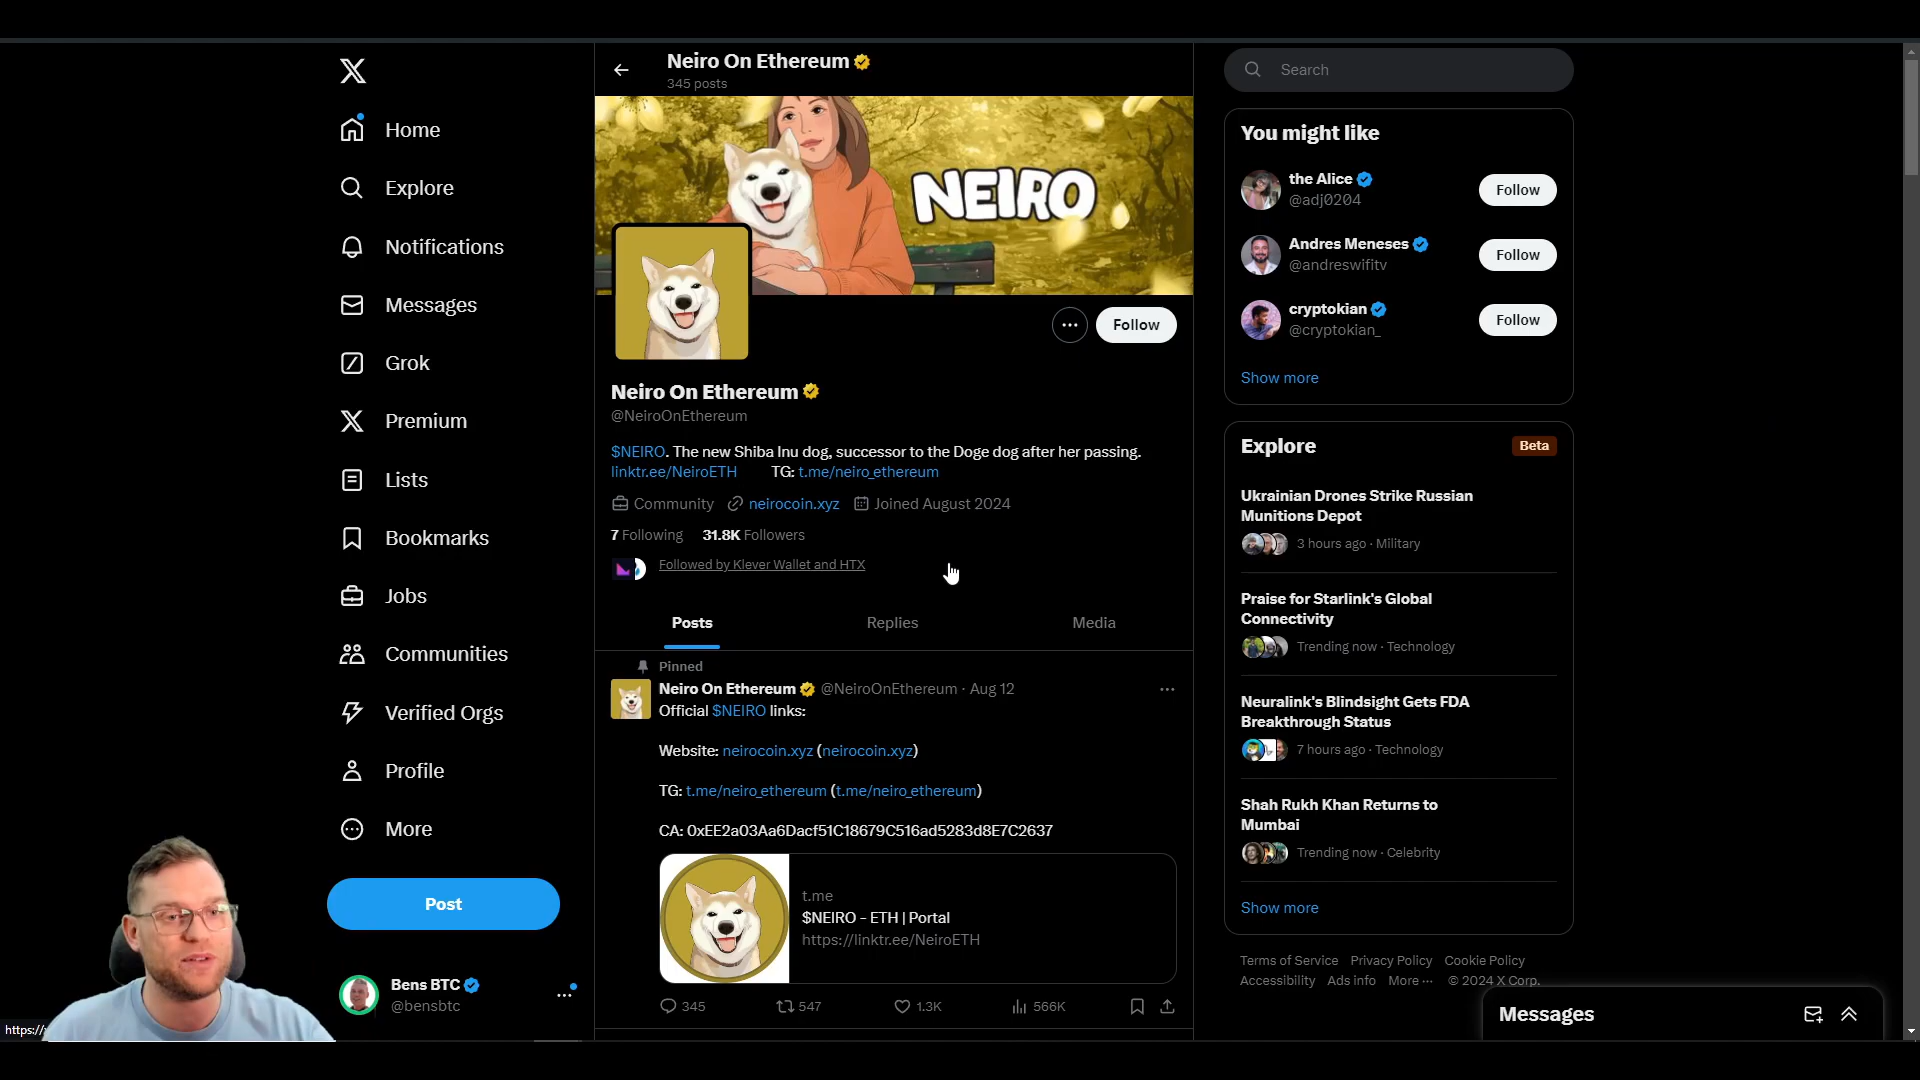 Home
Explore
Notifications
Messages
Grok
Premium
Lists
Bookmarks
Jobs
Communities
Verified Orgs
Profile
More
Post
Bens BTC
@bensbtc
https://
Neiro On Ethereum
345 posts
NEIRO
Follow
Neiro On Ethereum
@NeiroOnEthereum
$NEIRO. The new Shiba Inu dog, successor to the Doge dog after her passing.
linktr.ee/NeiroETH TG: t.me/neiro_ethereum
Community neirocoin.xyz Joined August 2024
7 Following 31.8K Followers
Followed by Klever Wallet and HTX
Posts Replies Media
Pinned
Neiro On Ethereum @NeiroOnEthereum · Aug 12
Official $NEIRO links:
Website: neirocoin.xyz (neirocoin.xyz)
TG: t.me/neiro_ethereum (t.me/neiro_ethereum)
CA: 0xEE2a03Aa6Dacf51C18679C516ad5283d8E7C2637
t.me
$NEIRO - ETH | Portal
https://linktr.ee/NeiroETH
345 547 1.3K 566K
Search
You might like
the Alice
@adj0204
Follow
Andres Meneses
@andreswifitv
Follow
cryptokian
@cryptokian_
Follow
Show more
Explore Beta
Ukrainian Drones Strike Russian
Munitions Depot
3 hours ago · Military
Praise for Starlink's Global
Connectivity
Trending now · Technology
Neuralink's Blindsight Gets FDA
Breakthrough Status
7 hours ago · Technology
Shah Rukh Khan Returns to
Mumbai
Trending now · Celebrity
Show more
Terms of Service Privacy Policy Cookie Policy
Accessibility Ads info More ··· © 2024 X Corp.
Messages